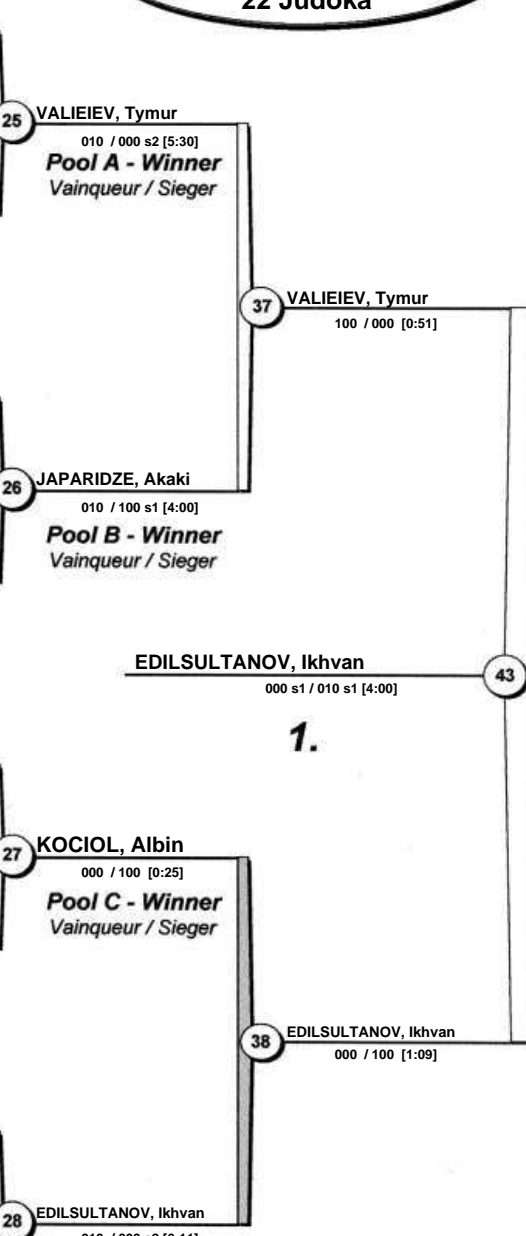 22 Judoka
25
VALIEIEV, Tymur
010 / 000 s2 [5:30]
Pool A - Winner
Vainqueur / Sieger
37
VALIEIEV, Tymur
100 / 000 [0:51]
26
JAPARIDZE, Akaki
010 / 100 s1 [4:00]
Pool B - Winner
Vainqueur / Sieger
EDILSULTANOV, Ikhvan
43
000 s1 / 010 s1 [4:00]
1.
27
KOCIOL, Albin
000 / 100 [0:25]
Pool C - Winner
Vainqueur / Sieger
38
EDILSULTANOV, Ikhvan
000 / 100 [1:09]
28
EDILSULTANOV, Ikhvan